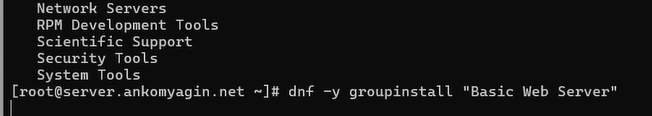 Network Servers
RPM Development Tools
Scientific Support
Security Tools
System Tools
[root@server.ankomyagin.net ~]# dnf -y groupinstall "Basic Web Server"